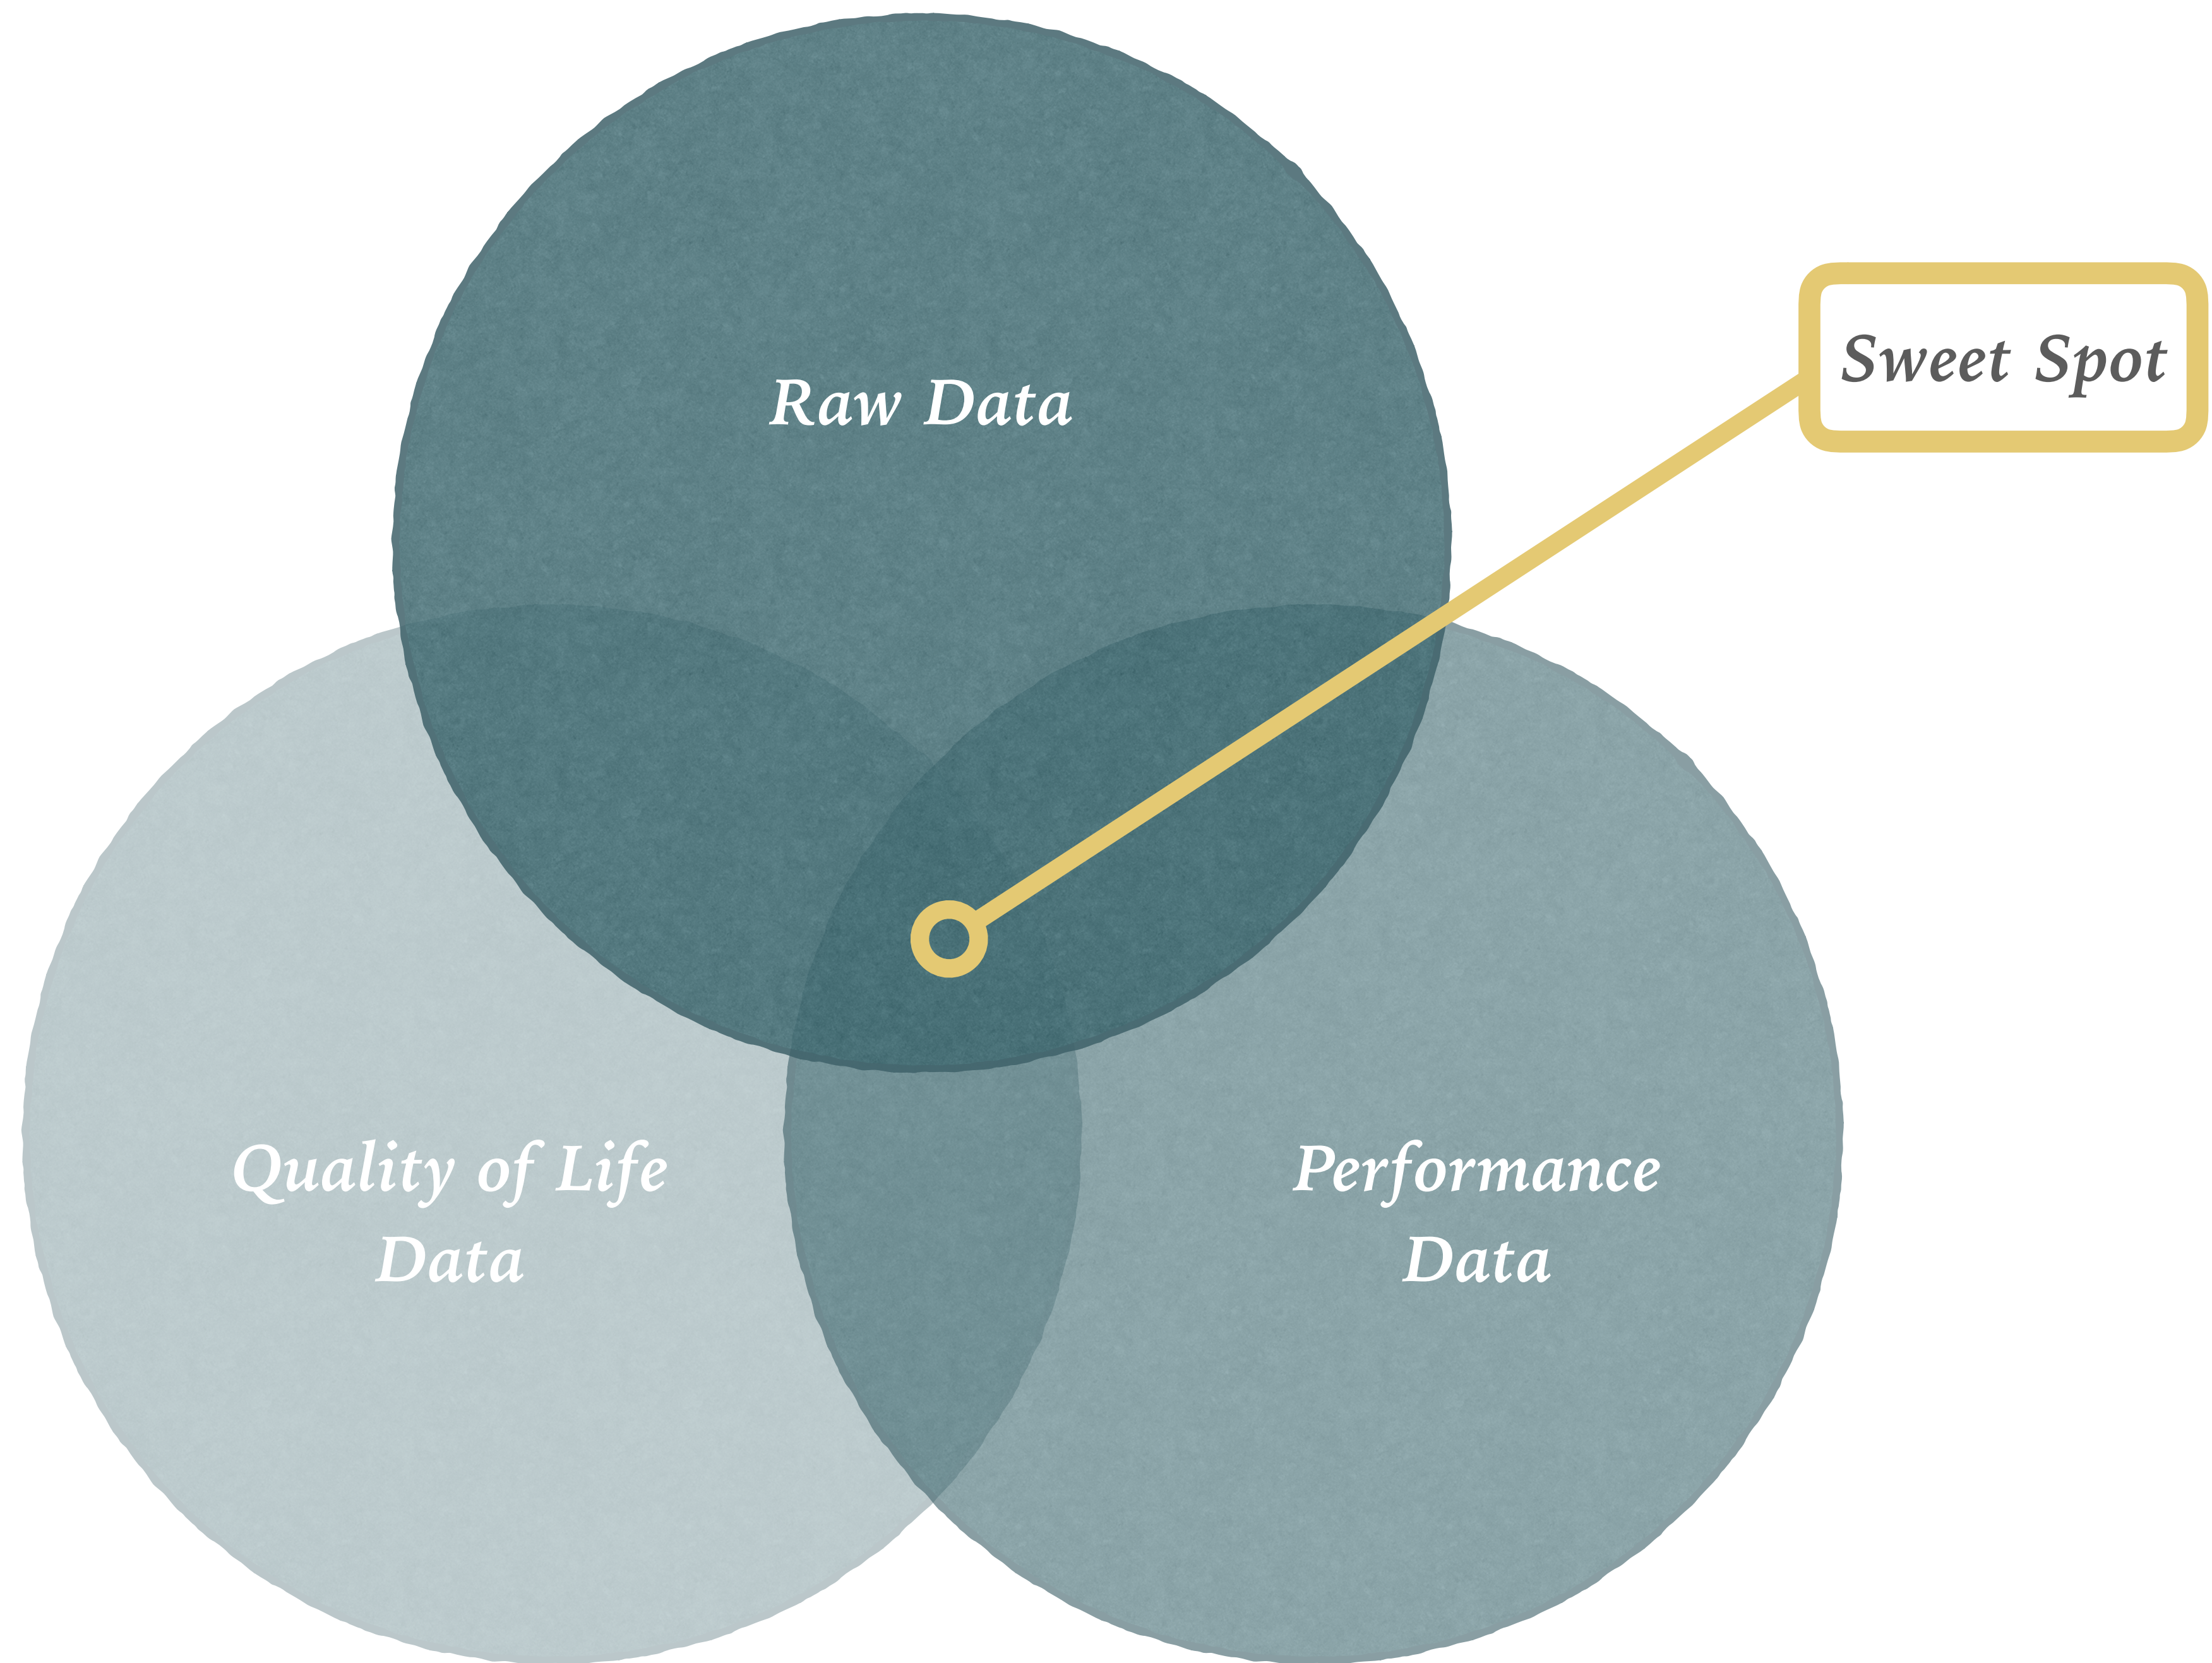 Raw Data
Sweet Spot
Quality of Life
Data
Performance
Data